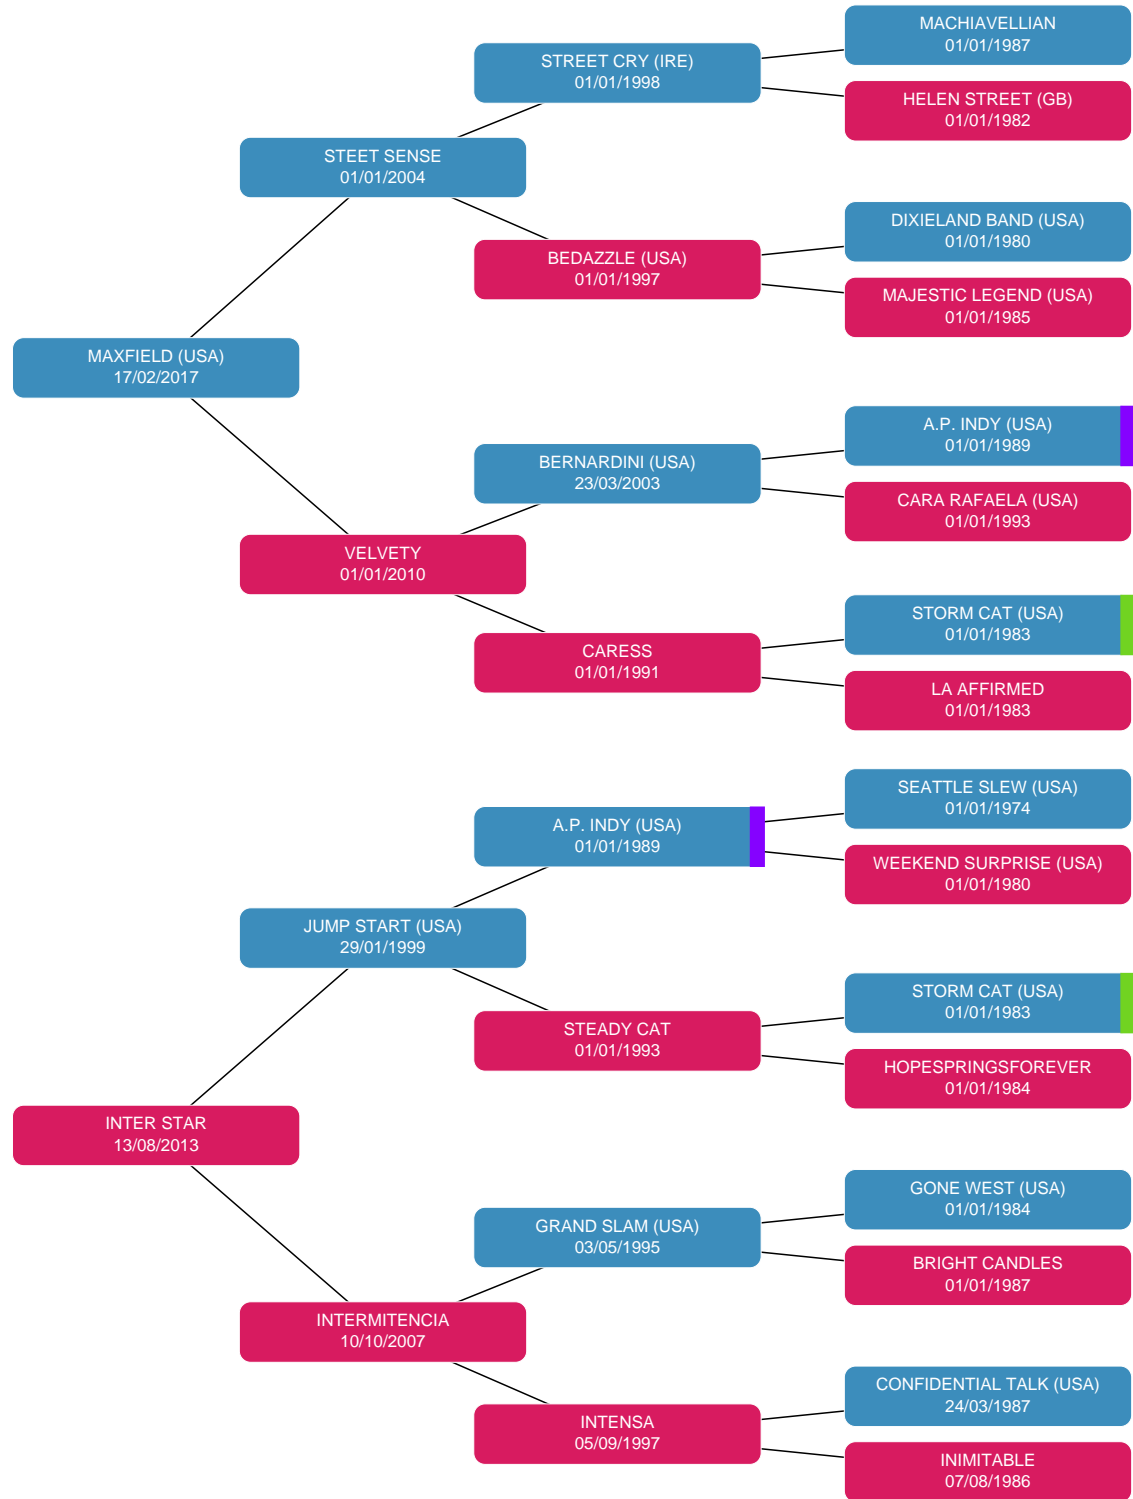 MACHIAVELLIAN
01/01/1987
STREET CRY (IRE)
01/01/1998
HELEN STREET (GB)
01/01/1982
STEET SENSE
01/01/2004
DIXIELAND BAND (USA)
01/01/1980
BEDAZZLE (USA)
01/01/1997
MAJESTIC LEGEND (USA)
01/01/1985
MAXFIELD (USA)
17/02/2017
A.P. INDY (USA)
01/01/1989
BERNARDINI (USA)
23/03/2003
CARA RAFAELA (USA)
01/01/1993
VELVETY
01/01/2010
STORM CAT (USA)
01/01/1983
CARESS
01/01/1991
LA AFFIRMED
01/01/1983
SEATTLE SLEW (USA)
01/01/1974
A.P. INDY (USA)
01/01/1989
WEEKEND SURPRISE (USA)
01/01/1980
JUMP START (USA)
29/01/1999
STORM CAT (USA)
01/01/1983
STEADY CAT
01/01/1993
HOPESPRINGSFOREVER
01/01/1984
INTER STAR
13/08/2013
GONE WEST (USA)
01/01/1984
GRAND SLAM (USA)
03/05/1995
BRIGHT CANDLES
01/01/1987
INTERMITENCIA
10/10/2007
CONFIDENTIAL TALK (USA)
24/03/1987
INTENSA
05/09/1997
INIMITABLE
07/08/1986